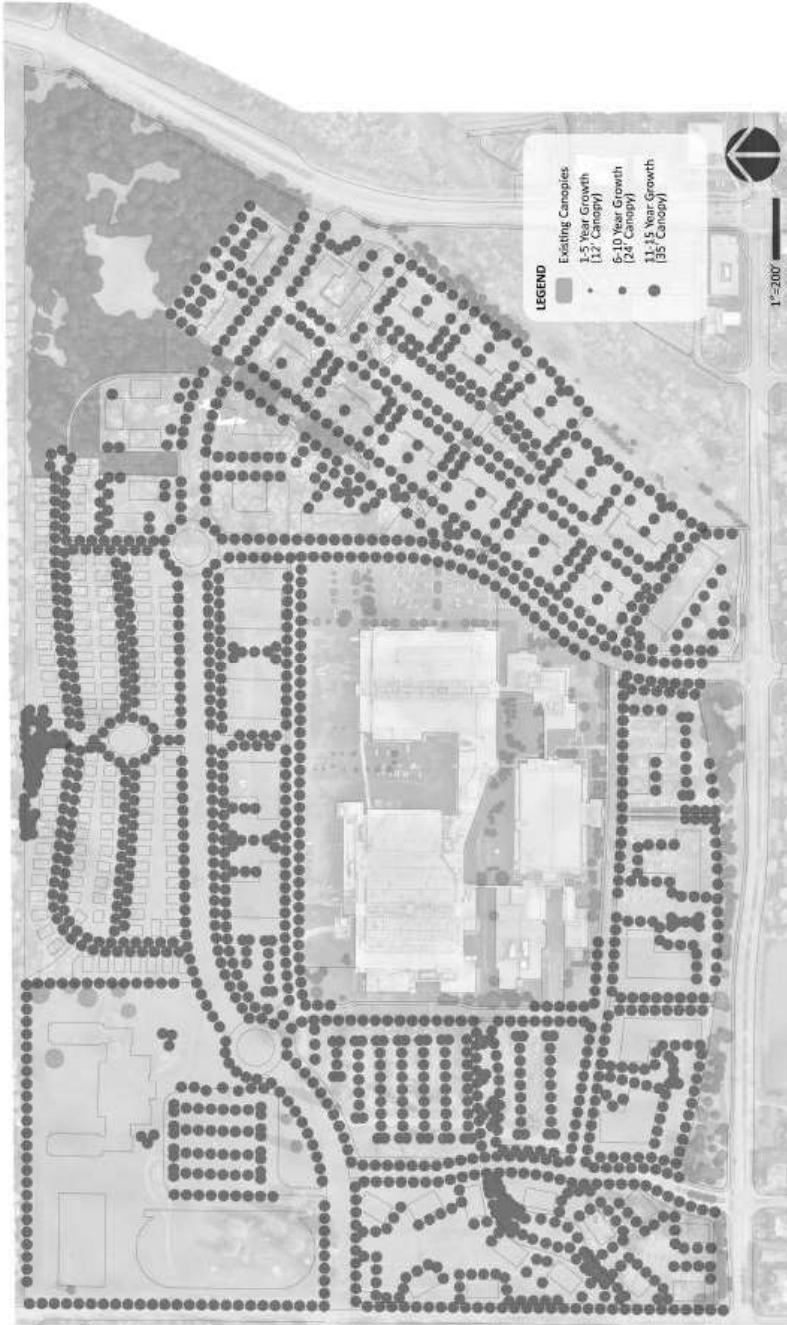 LEGEND
Existing Canopies
1-5 Year Growth
(12' Canopy)
6-10 Year Growth
(24' Canopy)
11-15 Year Growth
(35' Canopy)
1"=200'